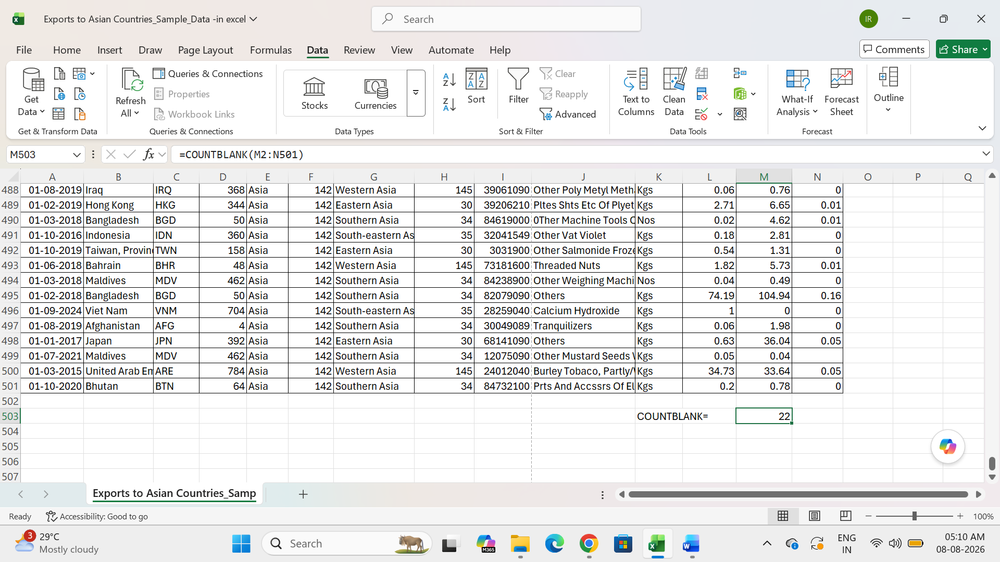 Exports to Asian Countries_Sample_Data -in excel
Search
IR
File Home Insert Draw Page Layout Formulas Data Review View Automate Help
Comments Share
Get Data
Refresh All
Queries & Connections
Properties
Workbook Links
Stocks
Currencies
Sort
Filter
Clear
Reapply
Advanced
Text to Columns
Clean Data
What-If Analysis
Forecast Sheet
Outline
Get & Transform Data Queries & Connections Data Types Sort & Filter Data Tools Forecast
M503 fx =COUNTBLANK(M2:N501)
A B C D E F G H I J K L M N O P Q
488 01-08-2019 Iraq IRQ 368 Asia 142 Western Asia 145 39061090 Other Poly Metyl Meth Kgs 0.06 0.76 0
489 01-02-2019 Hong Kong HKG 344 Asia 142 Eastern Asia 30 39206210 Pltes Shts Etc Of Plyet Kgs 2.71 6.65 0.01
490 01-03-2018 Bangladesh BGD 50 Asia 142 Southern Asia 34 84619000 0Ther Machine Tools Nos 0.02 4.62 0.01
491 01-10-2016 Indonesia IDN 360 Asia 142 South-eastern As 35 32041549 Other Vat Violet Kgs 0.18 2.81 0
492 01-10-2019 Taiwan, Provin TWN 158 Asia 142 Eastern Asia 30 3031900 Other Salmonide Froze Kgs 0.54 1.31 0
493 01-06-2018 Bahrain BHR 48 Asia 142 Western Asia 145 73181600 Threaded Nuts Kgs 1.82 5.73 0.01
494 01-03-2018 Maldives MDV 462 Asia 142 Southern Asia 34 84238900 Other Weighing Machi Nos 0.04 0.49 0
495 01-02-2018 Bangladesh BGD 50 Asia 142 Southern Asia 34 82079090 Others Kgs 74.19 104.94 0.16
496 01-09-2024 Viet Nam VNM 704 Asia 142 South-eastern As 35 28259040 Calcium Hydroxide Kgs 1 0 0
497 01-08-2019 Afghanistan AFG 4 Asia 142 Southern Asia 34 30049089 Tranquilizers Kgs 0.06 1.98 0
498 01-01-2017 Japan JPN 392 Asia 142 Eastern Asia 30 68141090 Others Kgs 0.63 36.04 0.05
499 01-07-2021 Maldives MDV 462 Asia 142 Southern Asia 34 12075090 Other Mustard Seeds Kgs 0.05 0.04
500 01-03-2015 United Arab Em ARE 784 Asia 142 Western Asia 145 24012040 Burley Tobaco, Partly/ Kgs 34.73 33.64 0.05
501 01-10-2020 Bhutan BTN 64 Asia 142 Southern Asia 34 84732100 Prts And Accssrs Of El Kgs 0.2 0.78 0
502
503 COUNTBLANK= 22
504
505
506
507
Exports to Asian Countries_Samp
Ready Accessibility: Good to go 100%
3 29°C
Mostly cloudy
Search
M365
ENG
IN
05:10 AM
08-08-2026